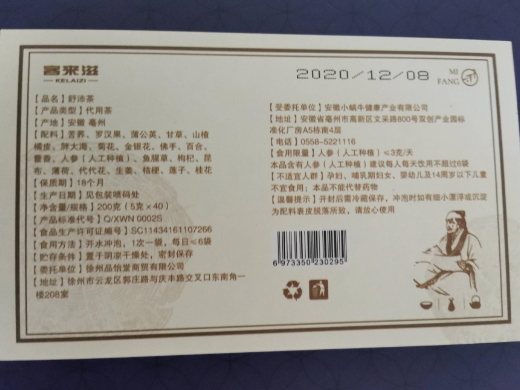 客来滋
KELAIZI
2020/12/08
MI
FANG
【品名】舒沛茶
【产品类型】代用茶
【产地】安徽 亳州
【配料】苦荞、罗汉果、蒲公英、甘草、山楂
橘皮、胖大海、菊花、金银花、佛手、百合、
藿香、人参（人工种植）、鱼腥草、枸杞、昆
布、薄荷、代代花、生姜、桔梗、莲子、桂花
【保质期】18个月
【生产日期】见包装喷码处
【净含量/规格】200克（5克×40）
【产品标准代号】Q/XWN 0002S
【食品生产许可证编号】SC11434161107266
【食用方法】开水冲泡，1次一袋，每日≤6袋
【贮存条件】置于阴凉干燥处，密封保存
【委托单位】徐州品怡堂商贸有限公司
【地址】徐州市云龙区郭庄路与庆丰路交叉口东南角一
楼208室
【受委托单位】安徽小蜗牛健康产业有限公司
【地址】安徽省亳州市高新区文采路800号双创产业园标
准化厂房A5栋南4层
【电话】0558-5221116
【食用限量】人参（人工种植）≤3克/天
本品含有人参（人工种植）建议每人每天饮用不超过6袋
【不适宜人群】孕妇、哺乳期妇女、婴幼儿及14周岁以下儿童
不宜食用；本品不能代替药物
【温馨提示】开封后需冷藏保存，冲泡时如有细小漂浮或沉淀
为配料表皮脱落所致，请放心使用
6973350230295